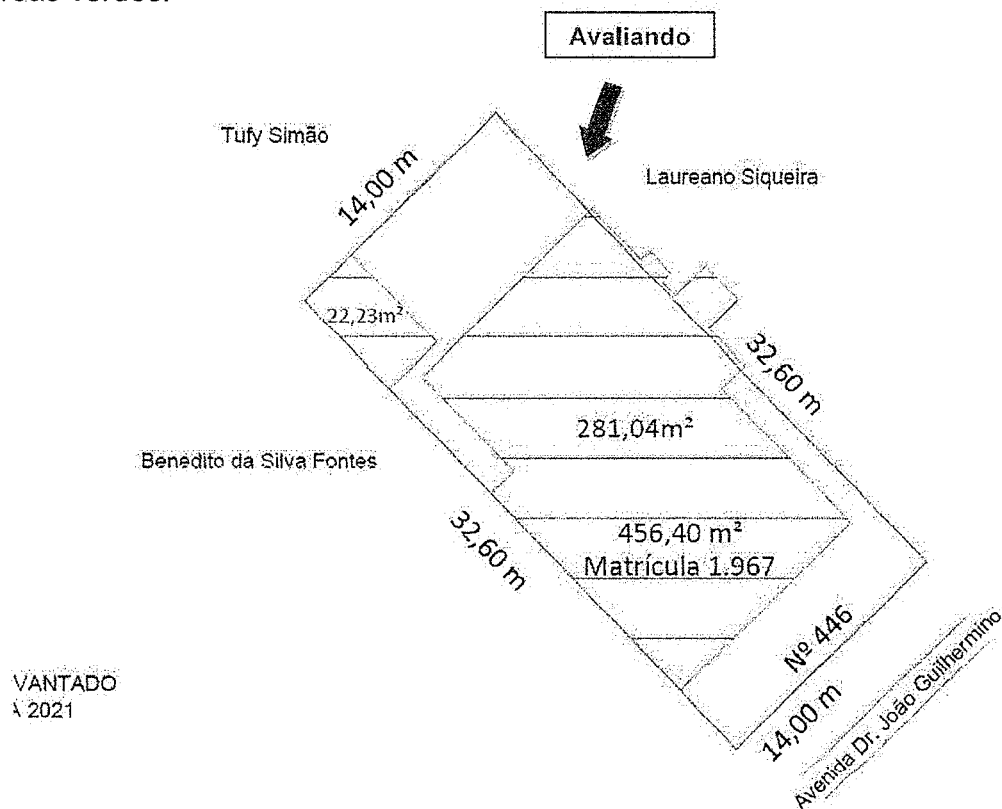 Avaliando
Tufy Simão
14,00 m
Laureano Siqueira
22,23m²
32,60 m
281,04m²
Benedito da Silva Fontes
32,60 m
456,40 m²
Matrícula 1.967
Nº 446
14,00 m
Avenida Dr. João Guilhermino
VANTADO
2021